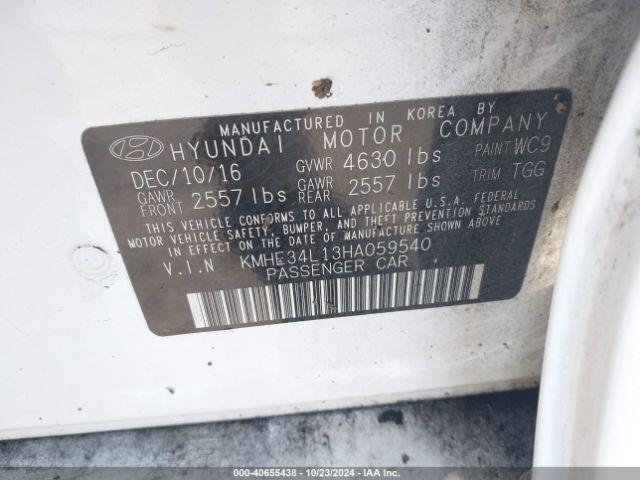 MANUFACTURED IN KOREA BY
HYUNDAI MOTOR COMPANY
DEC/10/16 GVWR 4630 lbs PAINT WC9
GAWR FRONT 2557 lbs GAWR REAR 2557 lbs TRIM TGG
THIS VEHICLE CONFORMS TO ALL APPLICABLE U.S.A. FEDERAL
MOTOR VEHICLE SAFETY, BUMPER, AND THEFT PREVENTION STANDARDS
IN EFFECT ON THE DATE OF MANUFACTURE SHOWN ABOVE
V.I.N KMHE34L13HA059540
PASSENGER CAR
000-40655438 - 10/23/2024 - IAA Inc.